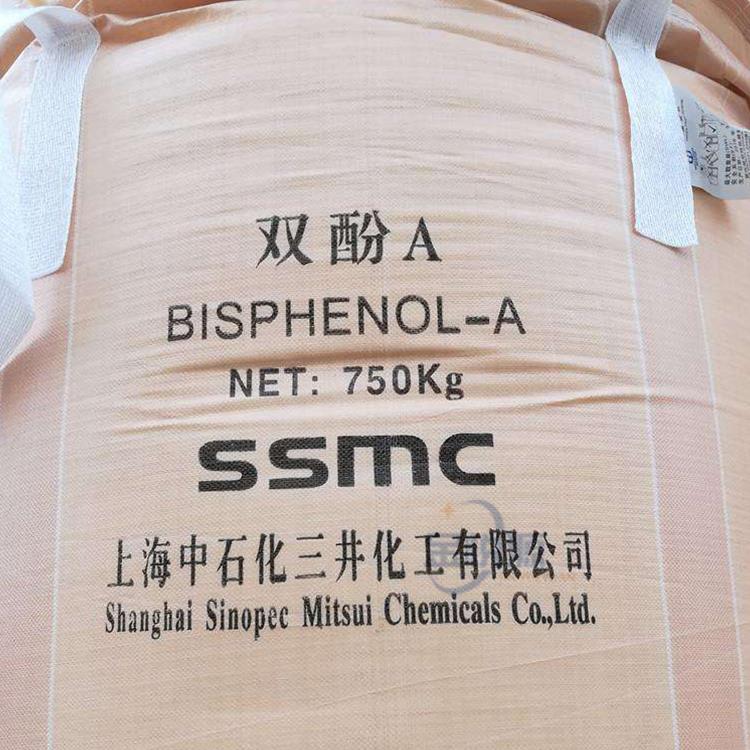 双酚A
BISPHENOL-A
NET: 750Kg
SSMC
上海中石化三井化工有限公司
Shanghai Sinopec Mitsui Chemicals Co.,Ltd.